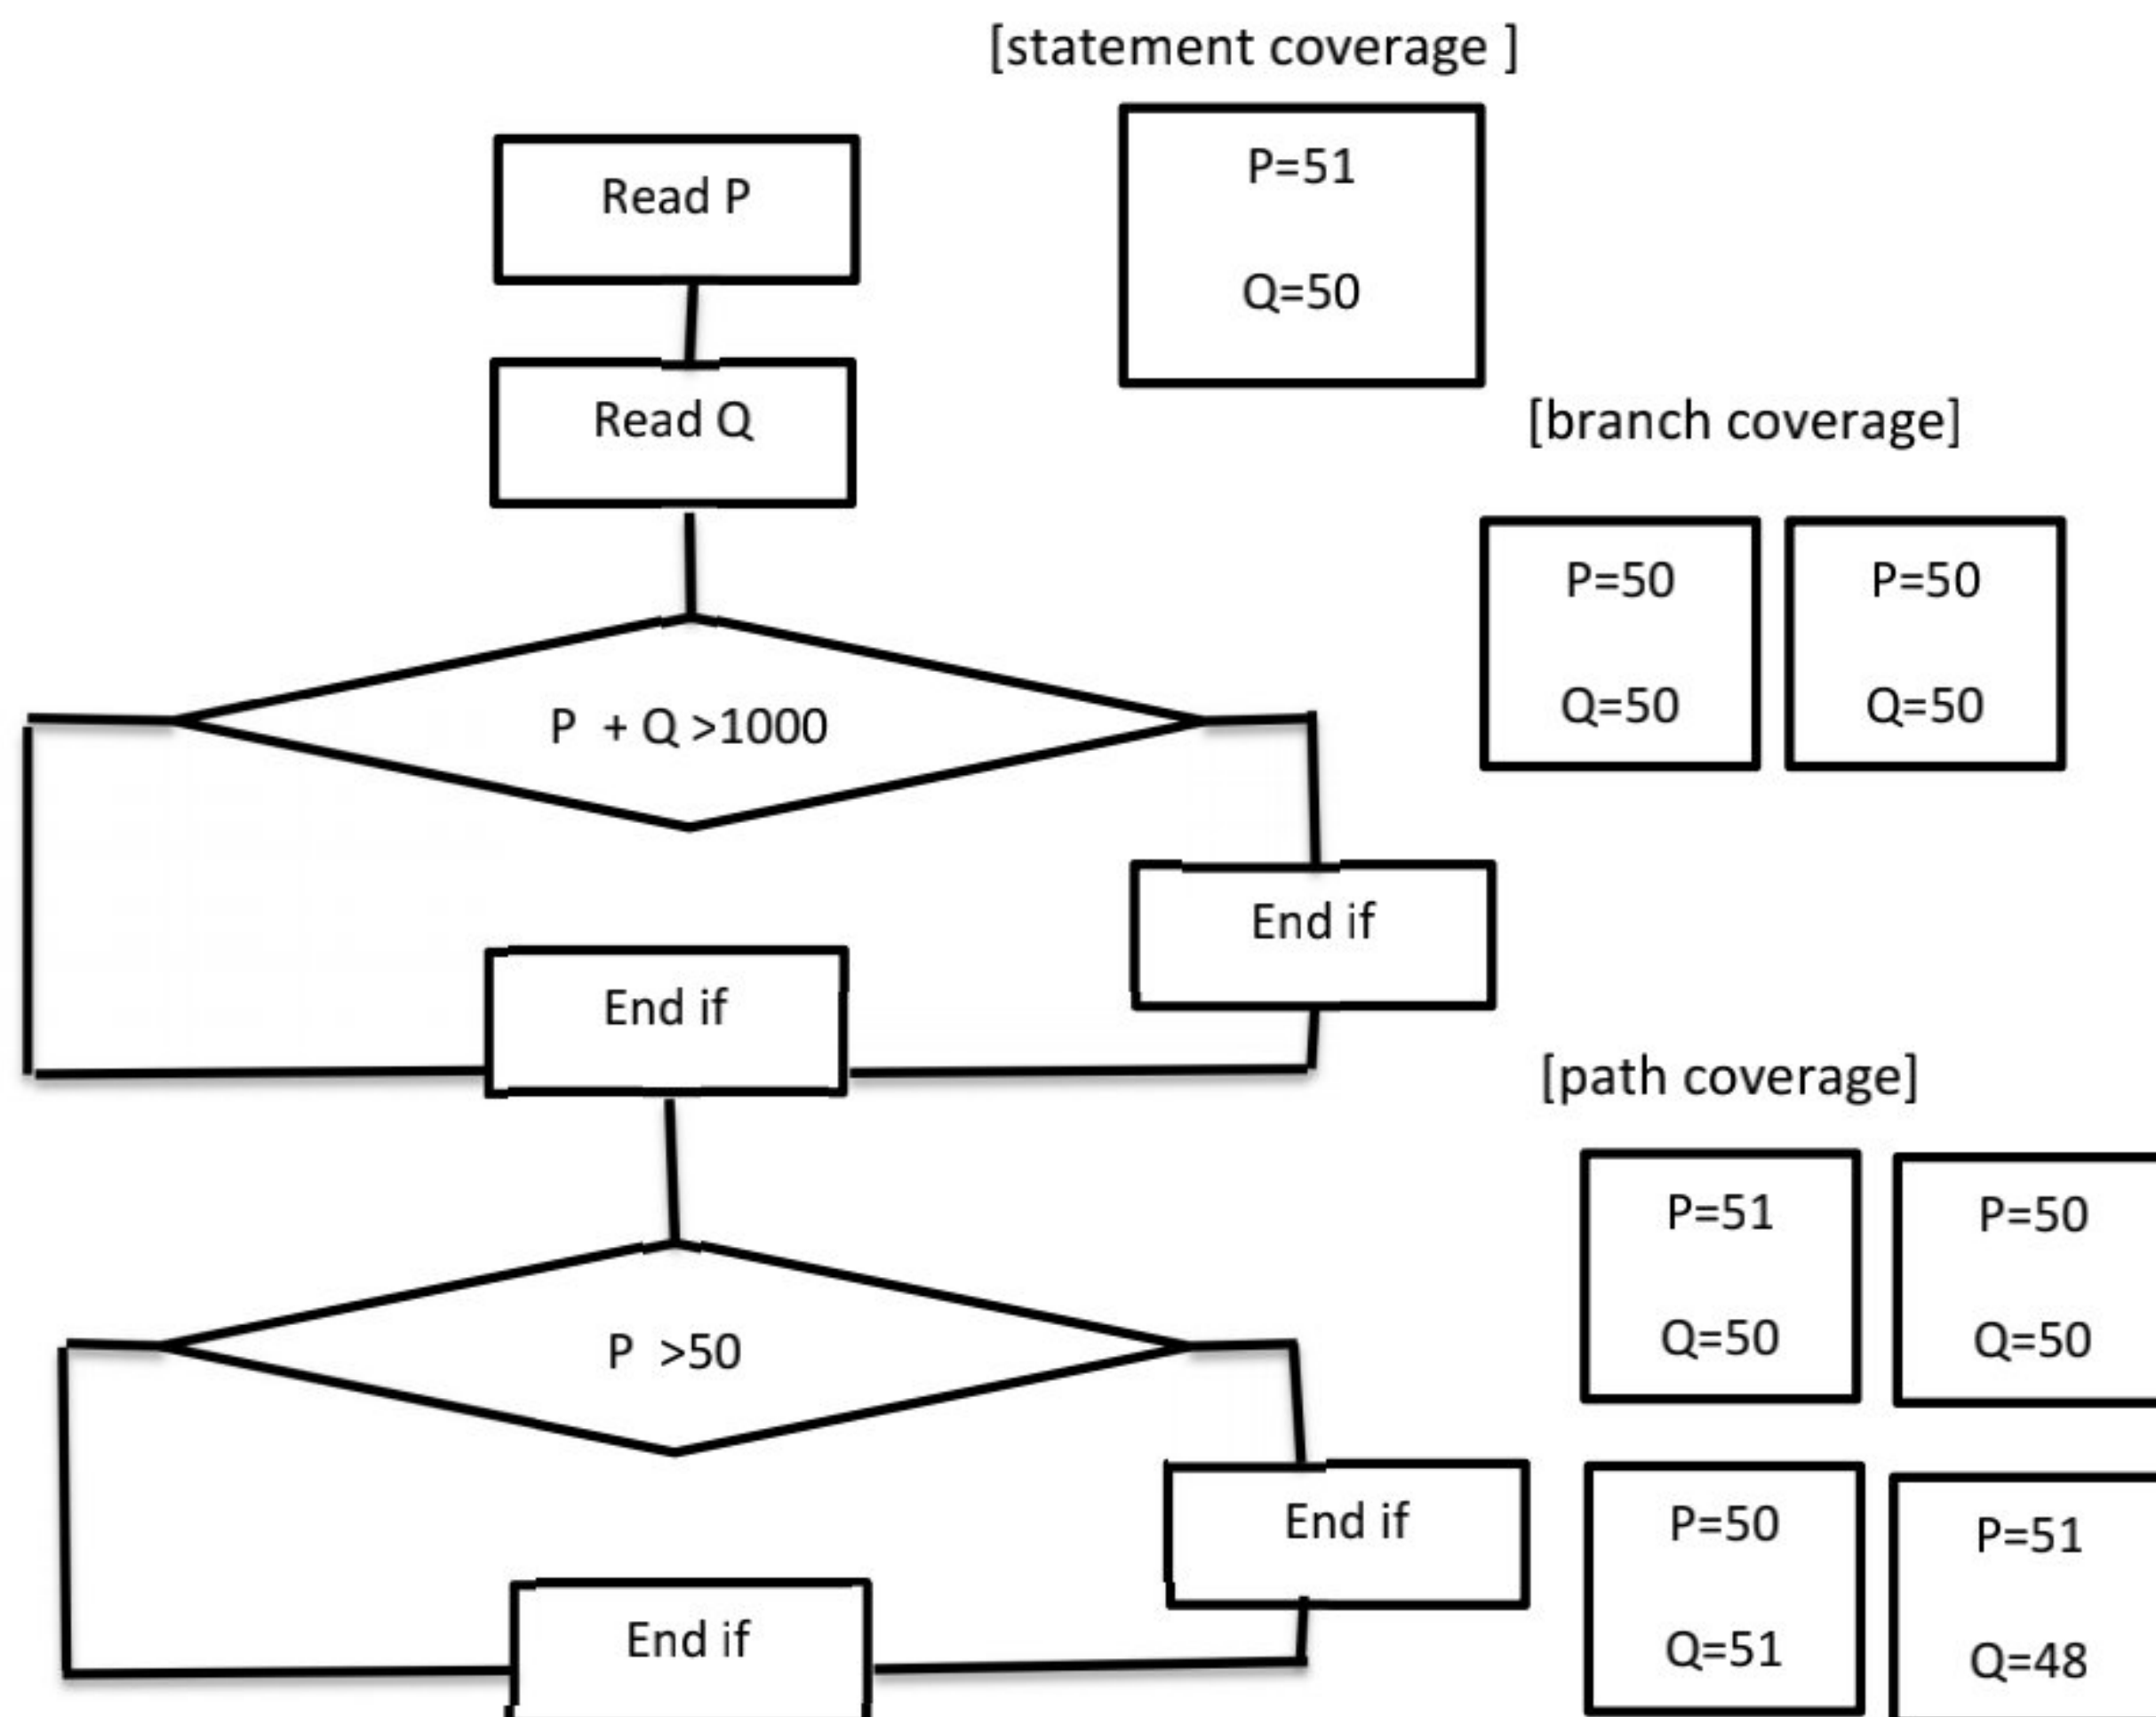 [statement coverage ]
P=51
Q=50
Read P
Read Q
[branch coverage]
P=50
Q=50
P=50
Q=50
P + Q >1000
End if
End if
[path coverage]
P=51
Q=50
P=50
Q=50
P >50
End if
P=50
Q=51
P=51
Q=48
End if